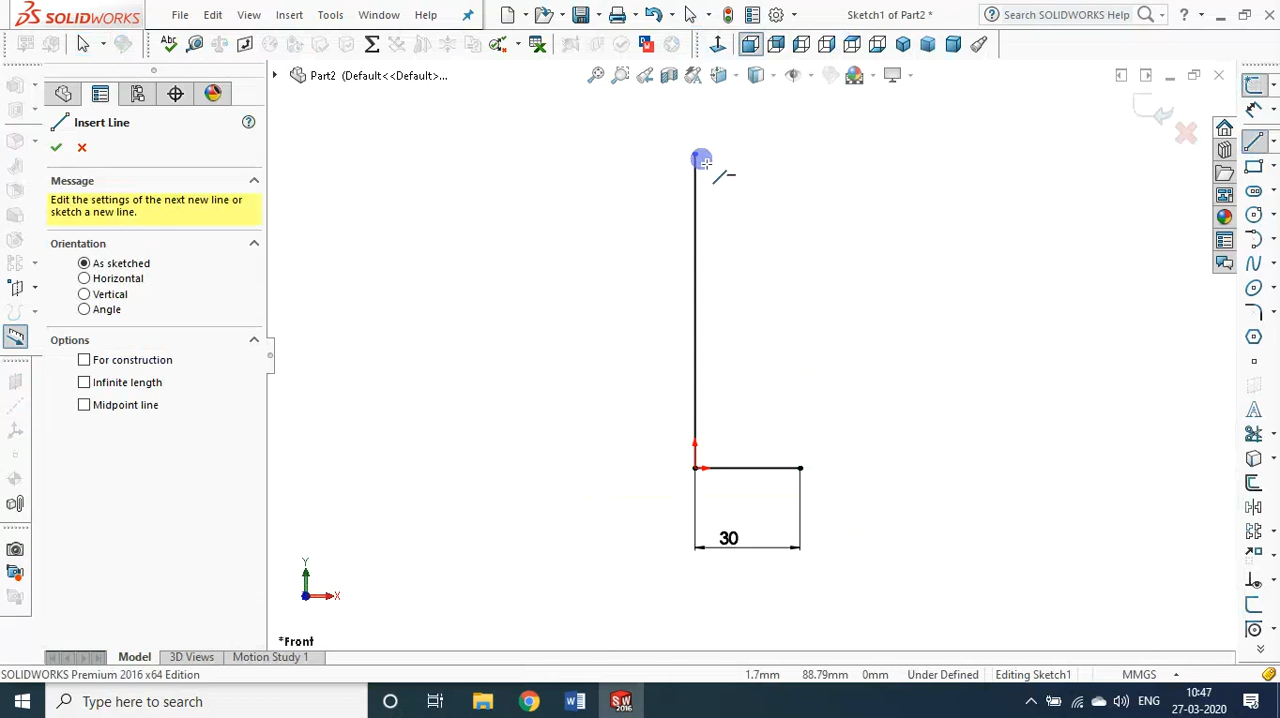 SOLIDWORKS
File Edit View Insert Tools Window Help
Sketch1 of Part2 *
Search SOLIDWORKS Help
Part2 (Default<<Default>...
Insert Line
Message
Edit the settings of the next new line or
sketch a new line.
Orientation
As sketched
Horizontal
Vertical
Angle
Options
For construction
Infinite length
Midpoint line
30
Y
X
*Front
Model 3D Views Motion Study 1
SOLIDWORKS Premium 2016 x64 Edition
1.7mm 88.79mm 0mm Under Defined Editing Sketch1 MMGS
Type here to search
ENG
10:47
27-03-2020